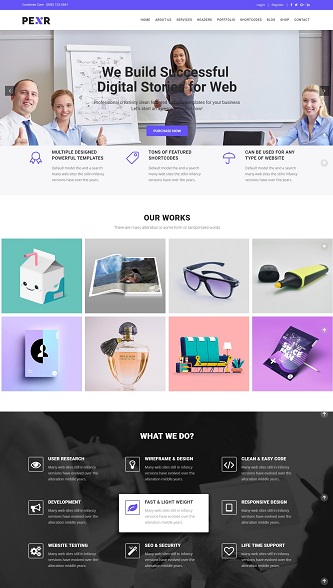 Customer Care : (0092) 123 4567
Login | Register
PEXR
HOME ABOUT US SERVICES HEADERS PORTFOLIO SHORTCODES BLOG SHOP CONTACT
We Build Successful
Digital Stories for Web
Professional creativity clean
templates for your business
Let's start
now!
PURCHASE NOW
MULTIPLE DESIGNED
POWERFUL TEMPLATES
Default model the and a search
many web sites the stilin infancy
versions have over the years.
TONS OF FEATURED
SHORTCODES
Default model the and a search
many web sites the stilin infancy
versions have over the years.
CAN BE USED FOR ANY
TYPE OF WEBSITE
Default model the and a search
many web sites the stilin infancy
versions have over the years.
OUR WORKS
There are many alteration or some form or tantpomised words
WHAT WE DO?
USER RESEARCH
Many web sites still in infancy
versions have evolved over the
alteration middle years.
WIREFRAME & DESIGN
Many web sites still in infancy
versions have evolved over the
alteration middle years.
CLEAN & EASY CODE
Many web sites still in infancy
versions have evolved over the
alteration middle years.
DEVELOPMENT
Many web sites still in infancy
versions have evolved over the
alteration middle years.
FAST & LIGHT WEIGHT
Many web sites still in infancy
versions have evolved over the
alteration middle years.
RESPONSIVE DESIGN
Many web sites still in infancy
versions have evolved over the
alteration middle years.
WEBSITE TESTING
Many web sites still in infancy
versions have evolved over the
alteration middle years.
SEO & SECURITY
Many web sites still in infancy
versions have evolved over the
alteration middle years.
LIFE TIME SUPPORT
Many web sites still in infancy
versions have evolved over the
alteration middle years.